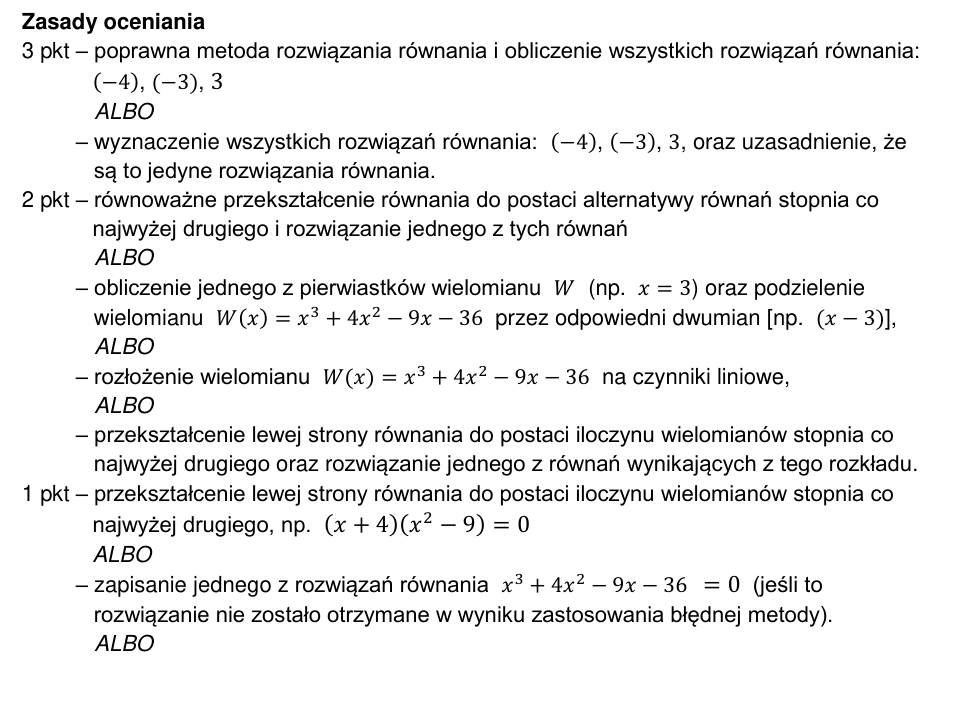 Zasady oceniania
3 pkt – poprawna metoda rozwiązania równania i obliczenie wszystkich rozwiązań równania:
(−4), (−3), 3
ALBO
– wyznaczenie wszystkich rozwiązań równania: (−4), (−3), 3, oraz uzasadnienie, że
są to jedyne rozwiązania równania.
2 pkt – równoważne przekształcenie równania do postaci alternatywy równań stopnia co
najwyżej drugiego i rozwiązanie jednego z tych równań
ALBO
– obliczenie jednego z pierwiastków wielomianu 𝑊 (np. 𝑥 = 3) oraz podzielenie
wielomianu 𝑊(𝑥) = 𝑥³ + 4𝑥² − 9𝑥 − 36 przez odpowiedni dwumian [np. (𝑥 − 3)],
ALBO
– rozłożenie wielomianu 𝑊(𝑥) = 𝑥³ + 4𝑥² − 9𝑥 − 36 na czynniki liniowe,
ALBO
– przekształcenie lewej strony równania do postaci iloczynu wielomianów stopnia co
najwyżej drugiego oraz rozwiązanie jednego z równań wynikających z tego rozkładu.
1 pkt – przekształcenie lewej strony równania do postaci iloczynu wielomianów stopnia co
najwyżej drugiego, np. (𝑥 + 4)(𝑥² − 9) = 0
ALBO
– zapisanie jednego z rozwiązań równania 𝑥³ + 4𝑥² − 9𝑥 − 36 = 0 (jeśli to
rozwiązanie nie zostało otrzymane w wyniku zastosowania błędnej metody).
ALBO